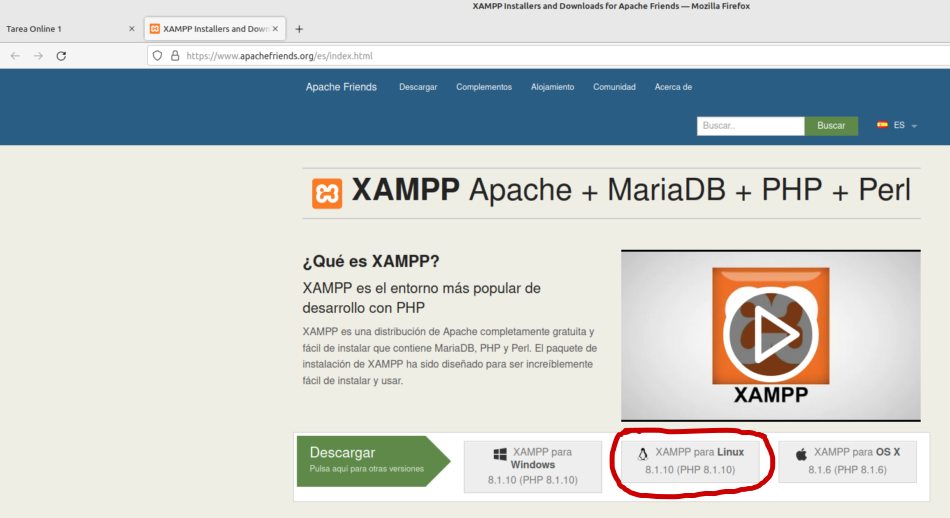 XAMPP Installers and Downloads for Apache Friends — Mozilla Firefox
Tarea Online 1
XAMPP Installers and Down
https://www.apachefriends.org/es/index.html
Apache Friends Descargar Complementos Alojamiento Comunidad Acerca de
Buscar.. Buscar ES
XAMPP Apache + MariaDB + PHP + Perl
¿Qué es XAMPP?
XAMPP es el entorno más popular de
desarrollo con PHP
XAMPP es una distribución de Apache completamente gratuita y
fácil de instalar que contiene MariaDB, PHP y Perl. El paquete de
instalación de XAMPP ha sido diseñado para ser increíblemente
fácil de instalar y usar.
XAMPP
Descargar
Pulsa aquí para otras versiones
XAMPP para
Windows
8.1.10 (PHP 8.1.10)
XAMPP para Linux
8.1.10 (PHP 8.1.10)
XAMPP para OS X
8.1.6 (PHP 8.1.6)